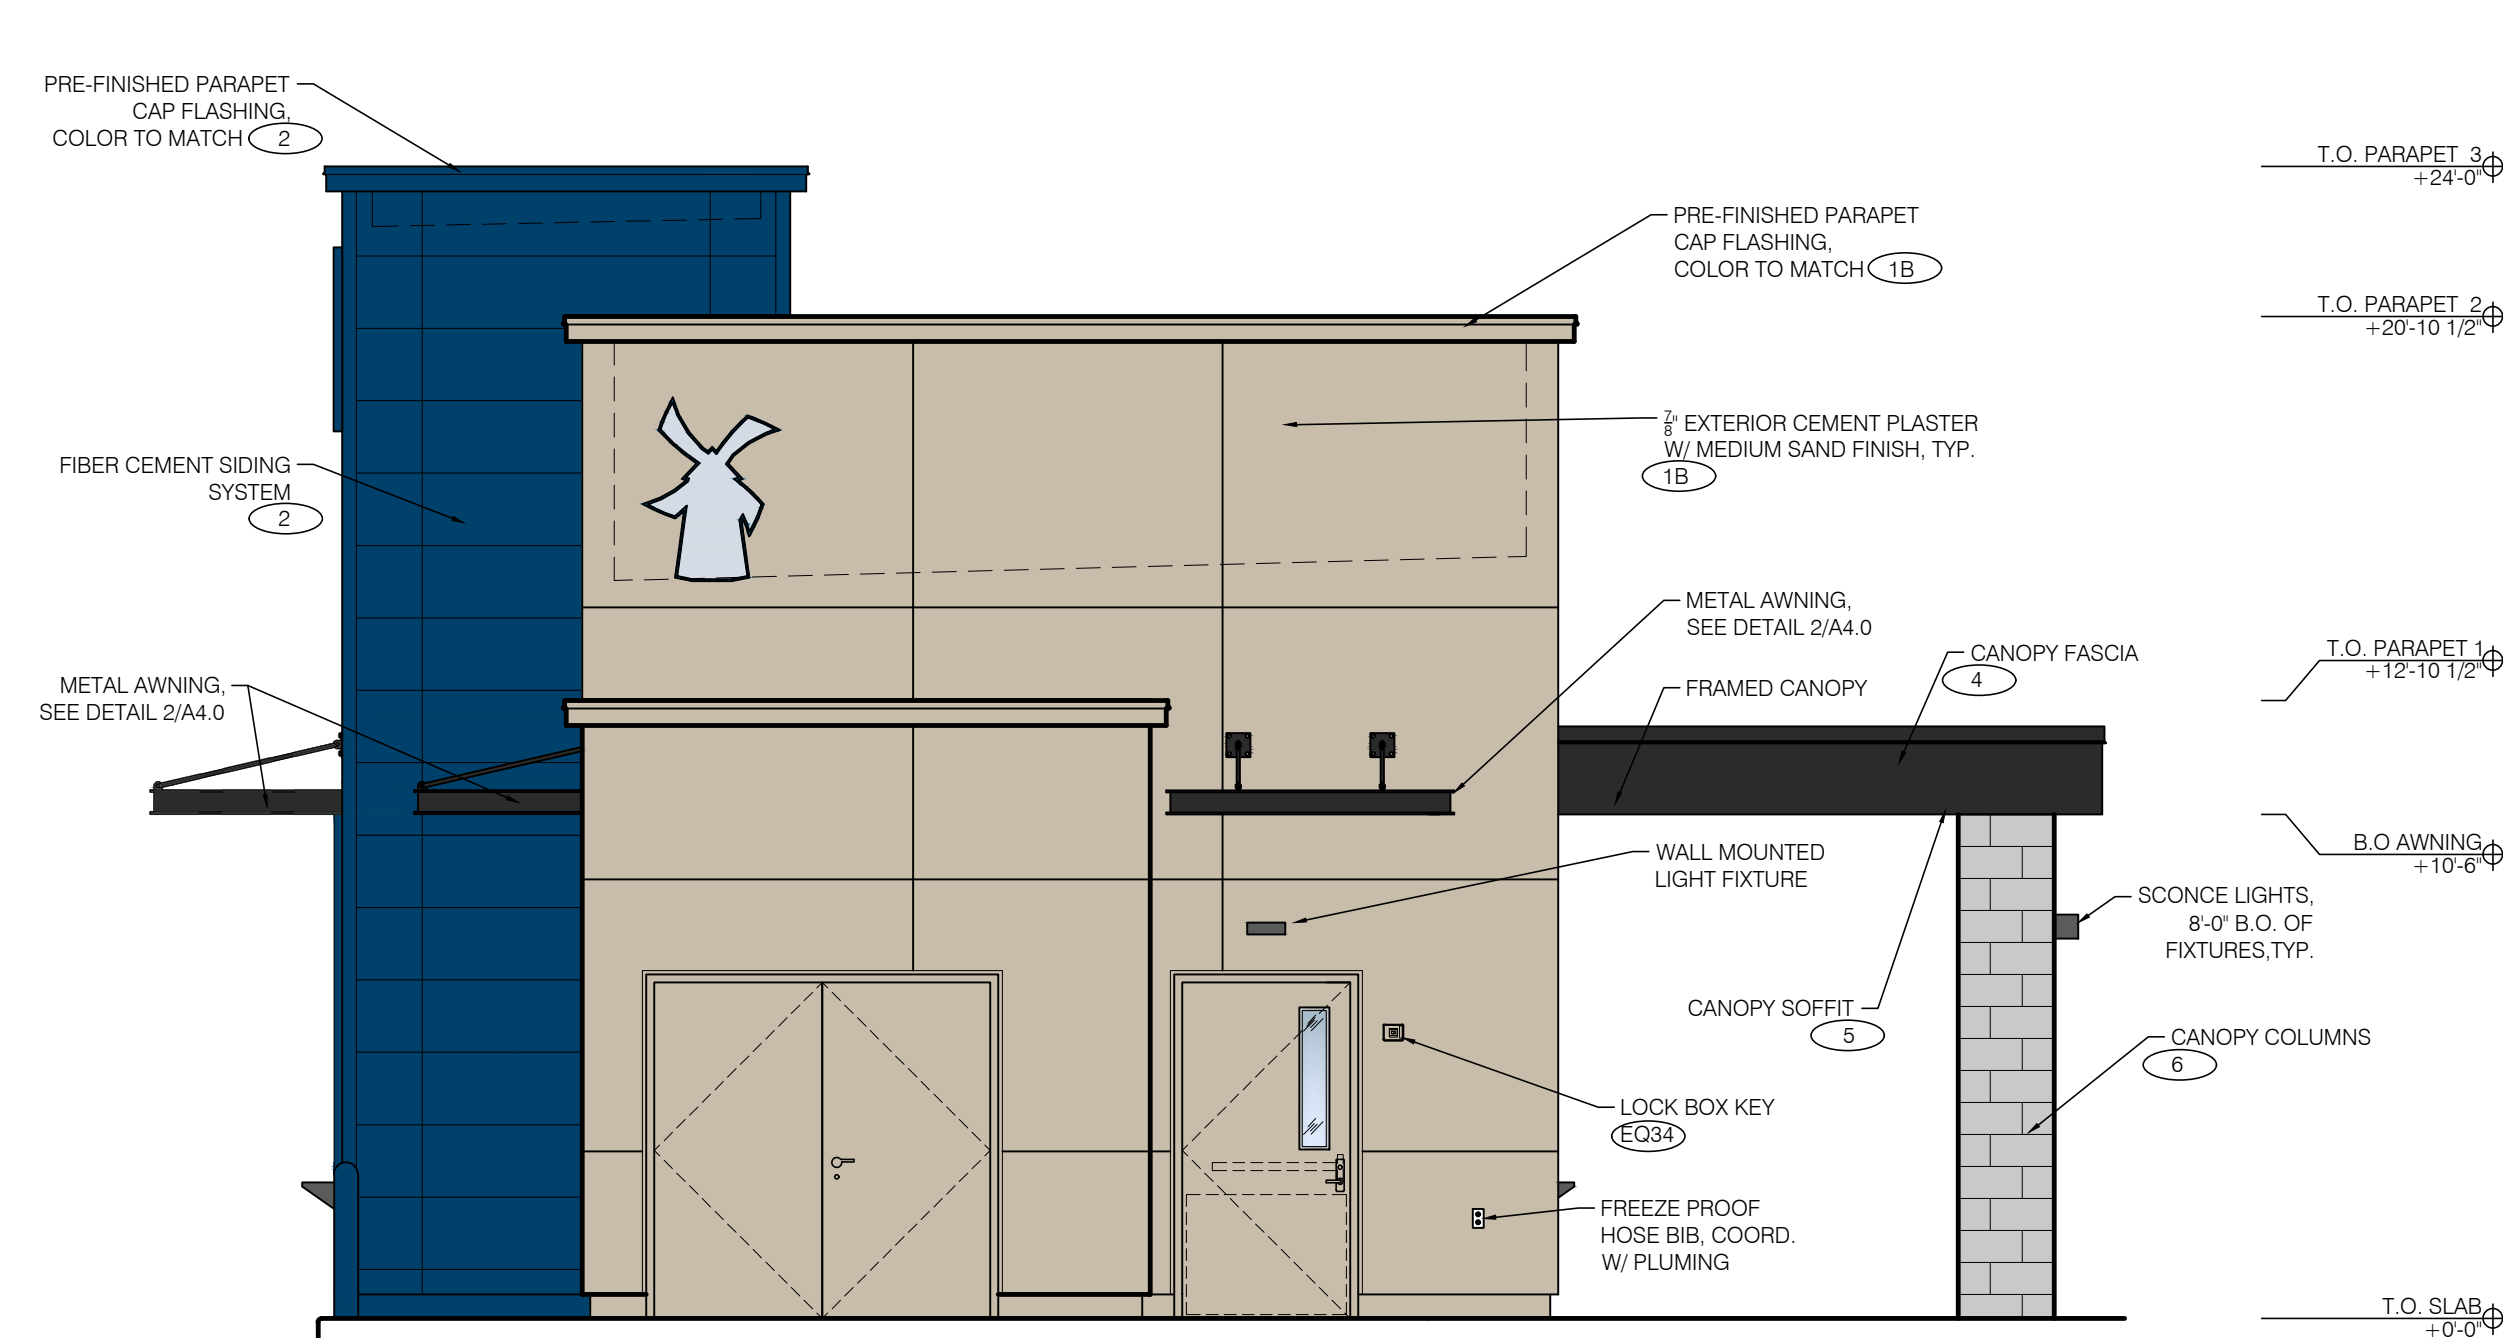 PRE-FINISHED PARAPET
CAP FLASHING,
COLOR TO MATCH 2
FIBER CEMENT SIDING
SYSTEM
2
METAL AWNING,
SEE DETAIL 2/A4.0
PRE-FINISHED PARAPET
CAP FLASHING,
COLOR TO MATCH 1B
7/8" EXTERIOR CEMENT PLASTER
W/ MEDIUM SAND FINISH, TYP.
1B
METAL AWNING,
SEE DETAIL 2/A4.0
CANOPY FASCIA
4
FRAMED CANOPY
WALL MOUNTED
LIGHT FIXTURE
SCONCE LIGHTS,
8'-0" B.O. OF
FIXTURES,TYP.
CANOPY SOFFIT
5
CANOPY COLUMNS
6
LOCK BOX KEY
EQ34
FREEZE PROOF
HOSE BIB, COORD.
W/ PLUMING
T.O. PARAPET 3
+24'-0"
T.O. PARAPET 2
+20'-10 1/2"
T.O. PARAPET 1
+12'-10 1/2"
B.O AWNING
+10'-6"
T.O. SLAB
+0'-0"